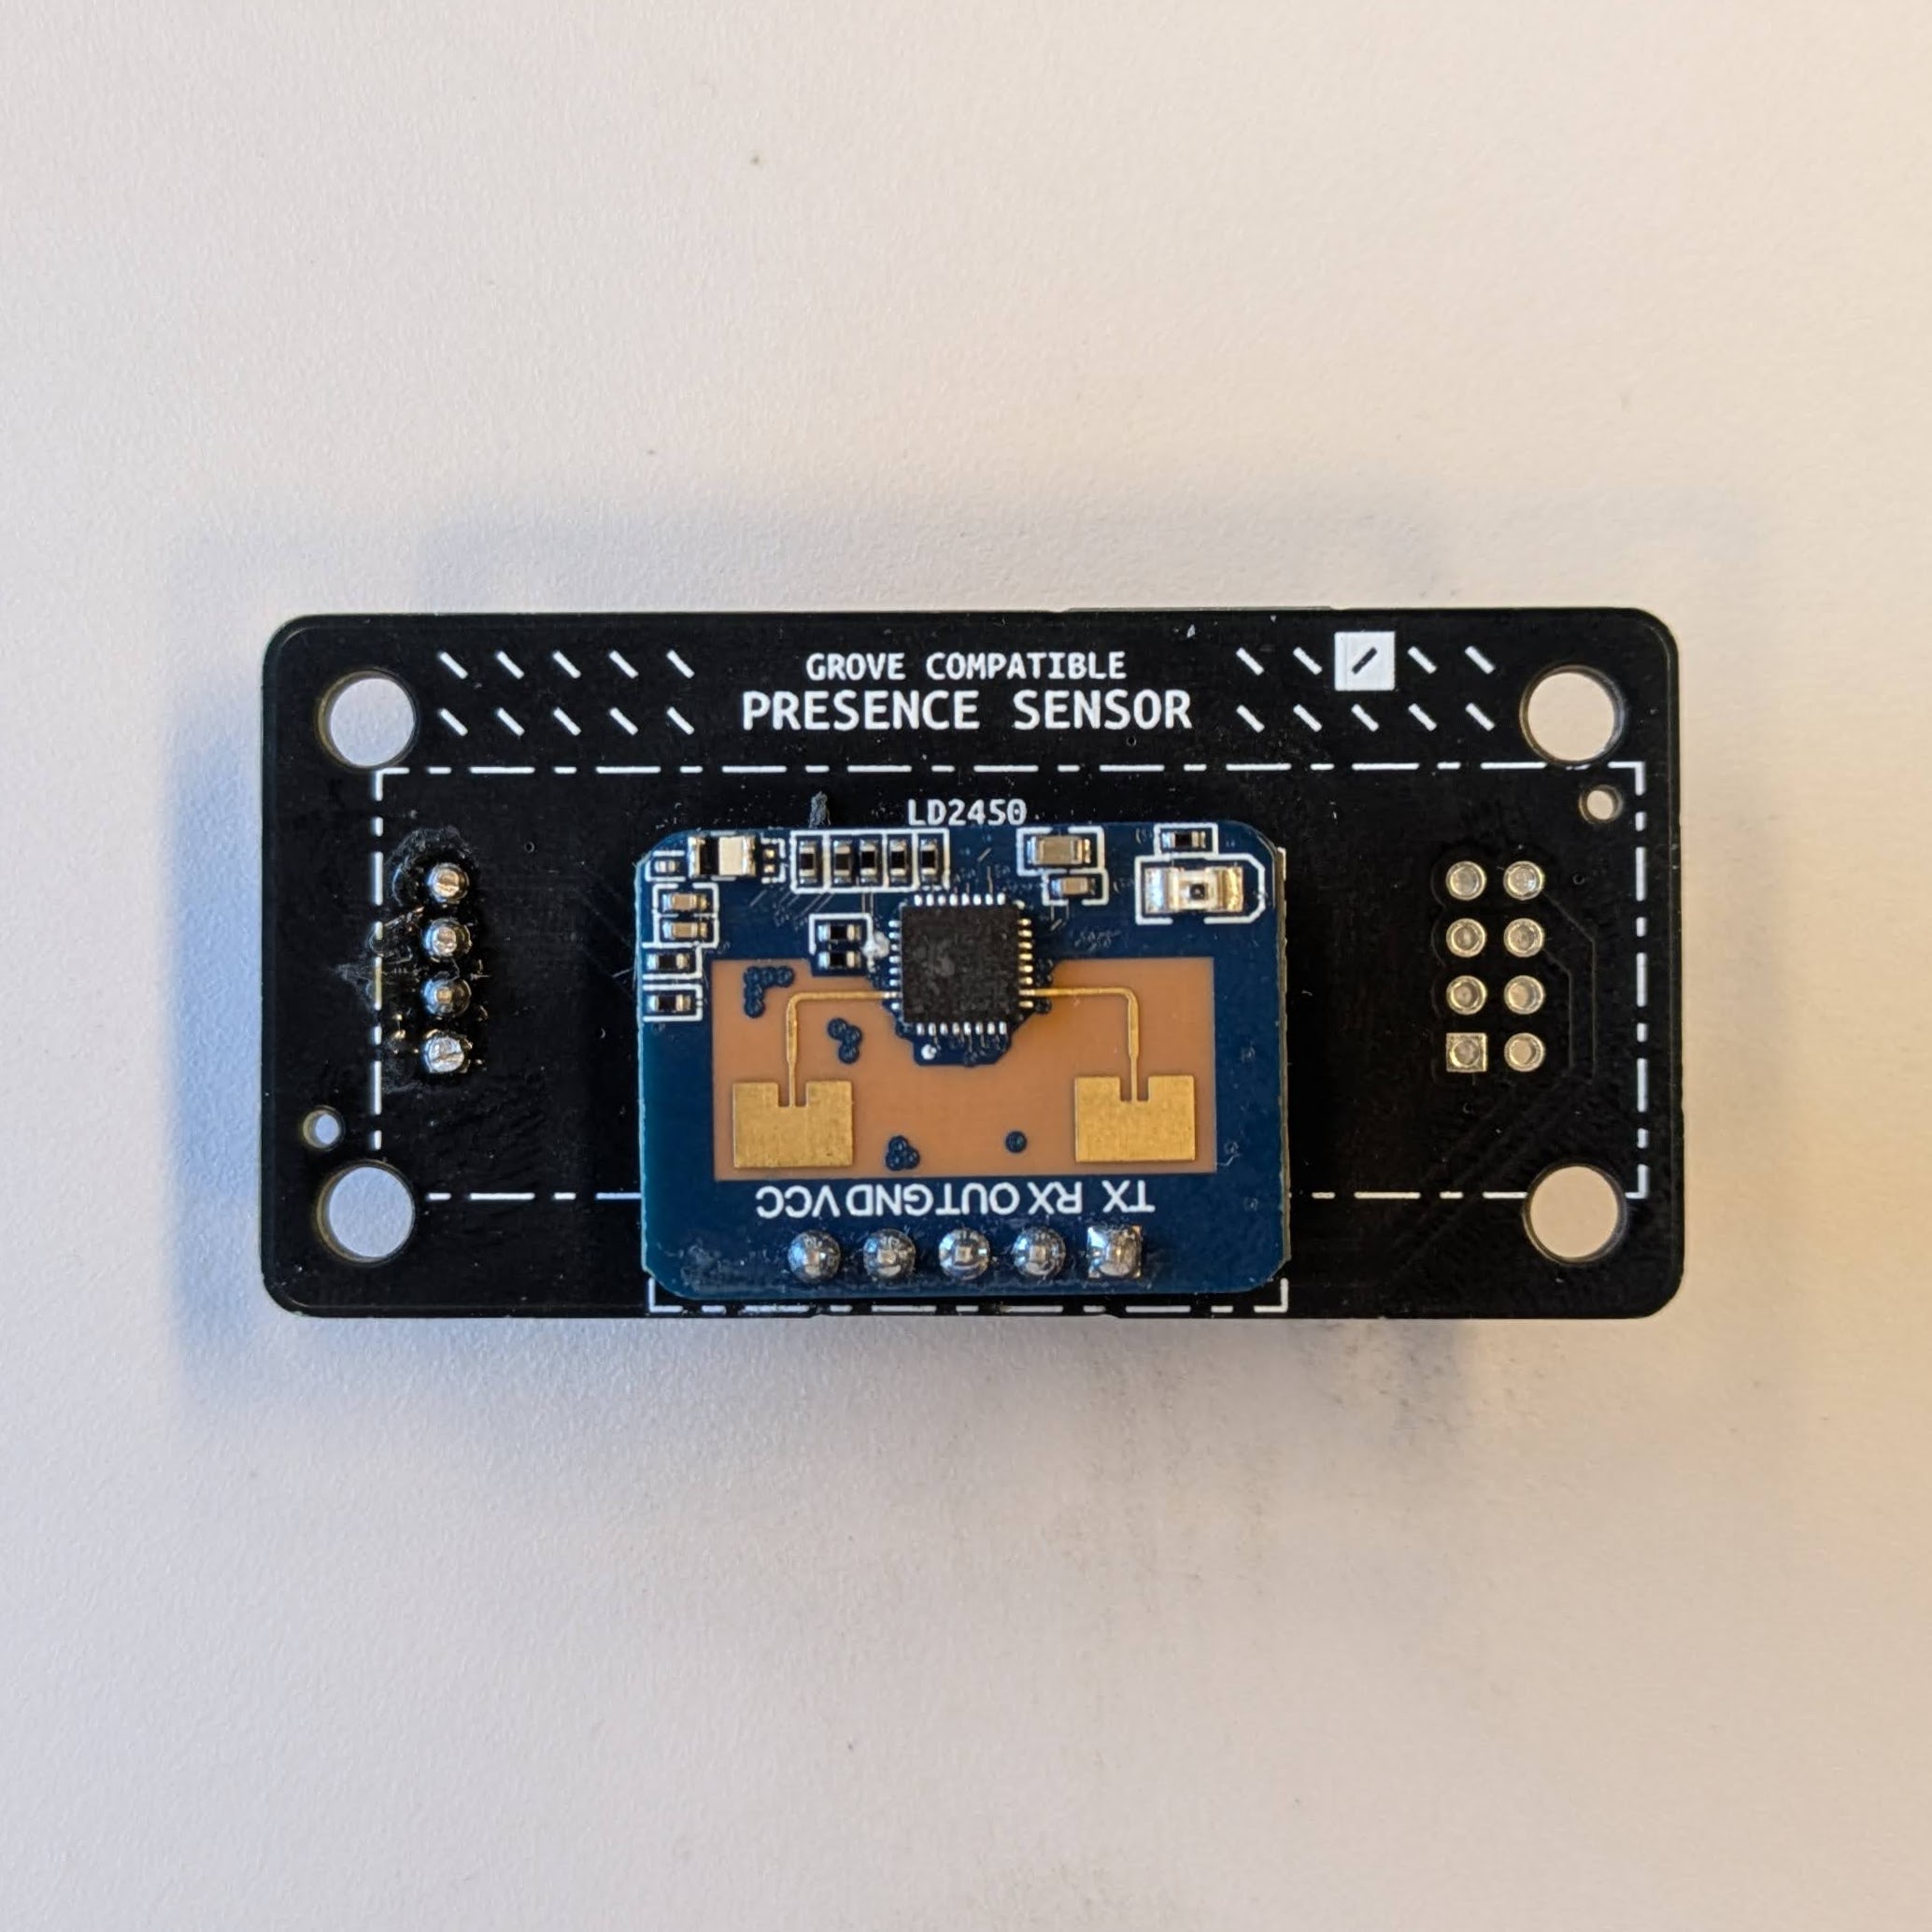 GROVE COMPATIBLE
PRESENCE SENSOR
LD2450
TX RX OUT GND VCC